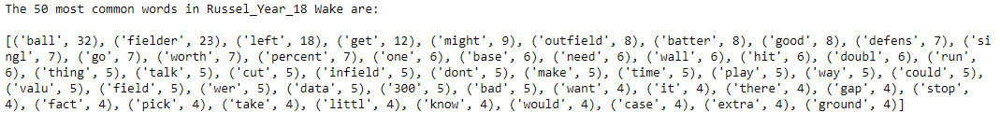 The 50 most common words in Russel_Year_18 Wake are:
[('ball', 32), ('fielder', 23), ('left', 18), ('get', 12), ('might', 9), ('outfield', 8), ('batter', 8), ('good', 8), ('defens', 7), ('si
ngl', 7), ('go', 7), ('worth', 7), ('percent', 7), ('one', 6), ('base', 6), ('need', 6), ('wall', 6), ('hit', 6), ('doubl', 6), ('run',
6), ('thing', 5), ('talk', 5), ('cut', 5), ('infield', 5), ('dont', 5), ('make', 5), ('time', 5), ('play', 5), ('way', 5), ('could', 5),
('valu', 5), ('field', 5), ('wer', 5), ('data', 5), ('300', 5), ('bad', 5), ('want', 4), ('it', 4), ('there', 4), ('gap', 4), ('stop',
4), ('fact', 4), ('pick', 4), ('take', 4), ('littl', 4), ('know', 4), ('would', 4), ('case', 4), ('extra', 4), ('ground', 4)]